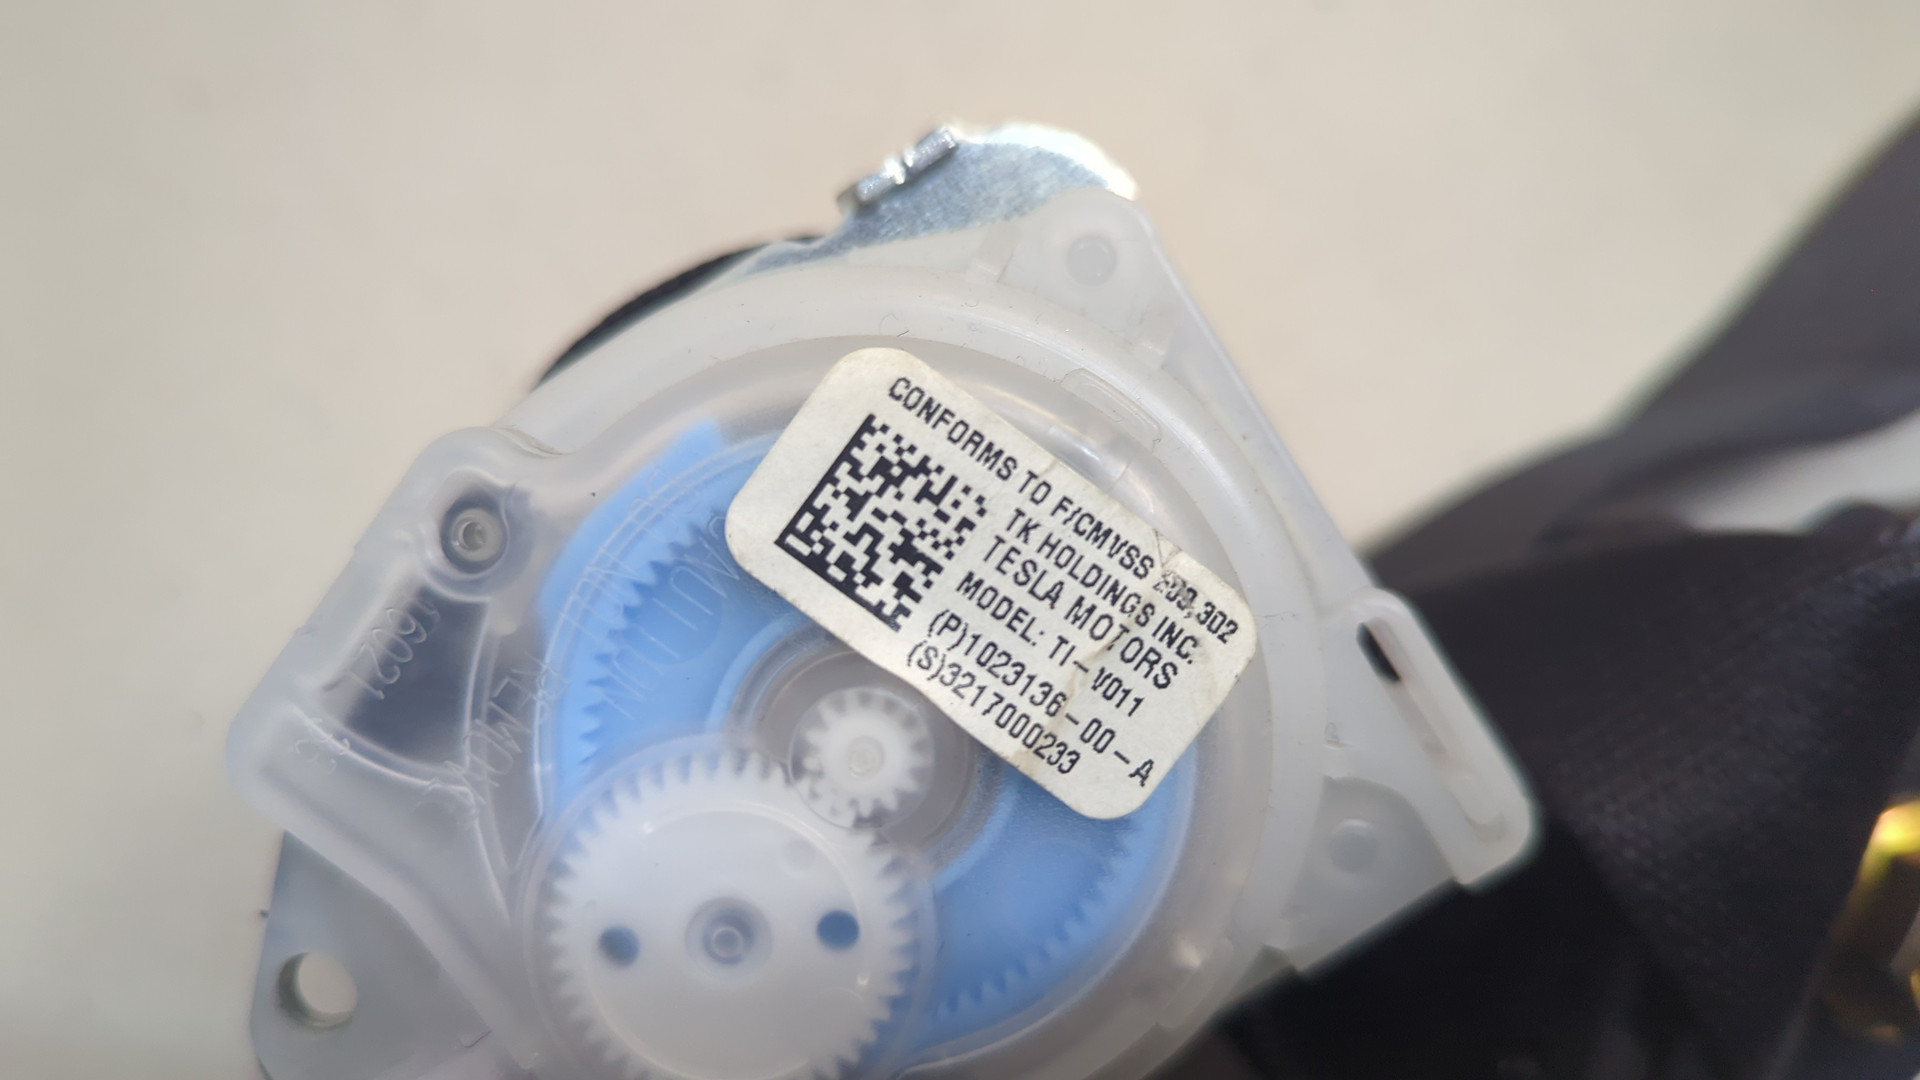 CONFORMS TO F/CMVSS 209,302
TK HOLDINGS INC.
TESLA MOTORS
MODEL: TI-V011
(P)1023136-00-A
(S)3217000233